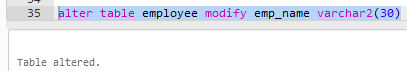 35 alter table employee modify emp_name varchar2(30)
Table altered.